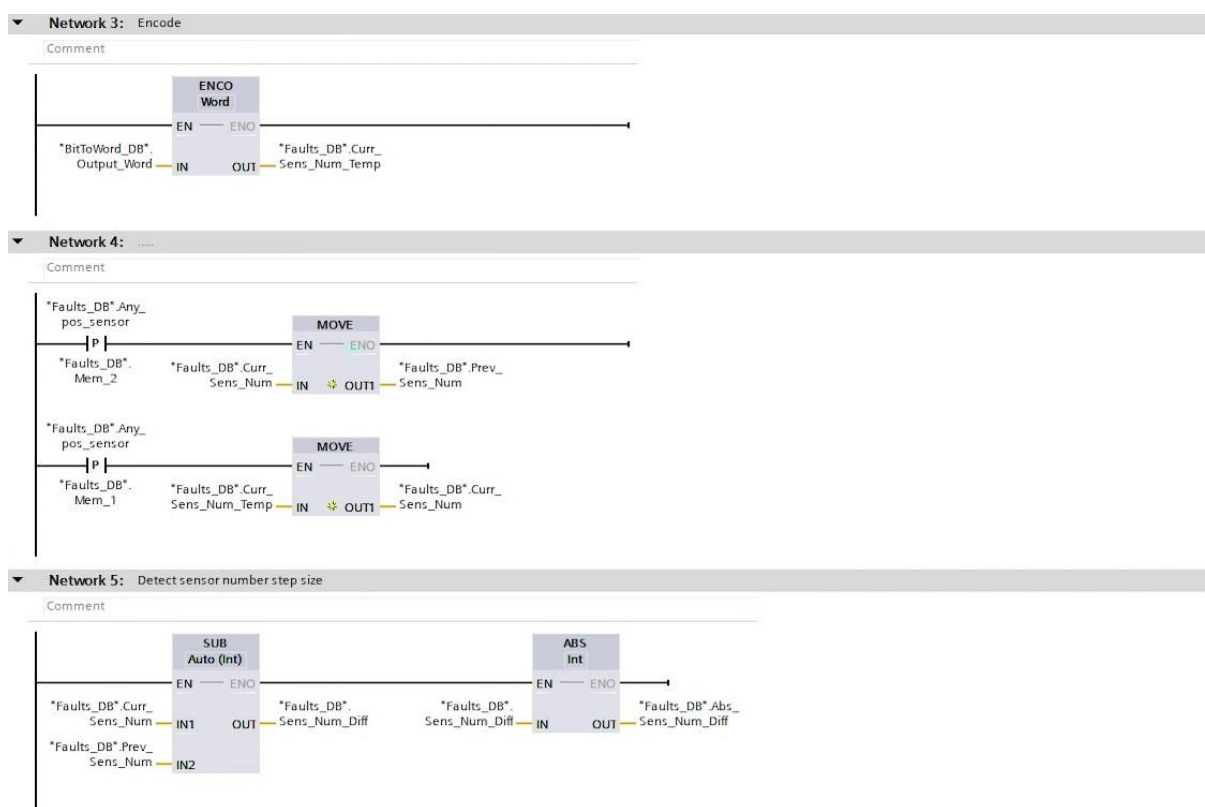 Network 3: Encode
Comment
ENCO
Word
EN ENO
"BitToWord_DB".
Output_Word IN
OUT "Faults_DB".Curr_
Sens_Num_Temp
Network 4: .....
Comment
"Faults_DB".Any_
pos_sensor
P
"Faults_DB".
Mem_2
MOVE
EN ENO
"Faults_DB".Curr_
Sens_Num IN
OUT1 "Faults_DB".Prev_
Sens_Num
"Faults_DB".Any_
pos_sensor
P
"Faults_DB".
Mem_1
MOVE
EN ENO
"Faults_DB".Curr_
Sens_Num_Temp IN
OUT1 "Faults_DB".Curr_
Sens_Num
Network 5: Detect sensor number step size
Comment
SUB
Auto (Int)
EN ENO
"Faults_DB".Curr_
Sens_Num IN1
"Faults_DB".Prev_
Sens_Num IN2
OUT "Faults_DB".
Sens_Num_Diff
ABS
Int
EN ENO
"Faults_DB".
Sens_Num_Diff IN
OUT "Faults_DB".Abs_
Sens_Num_Diff